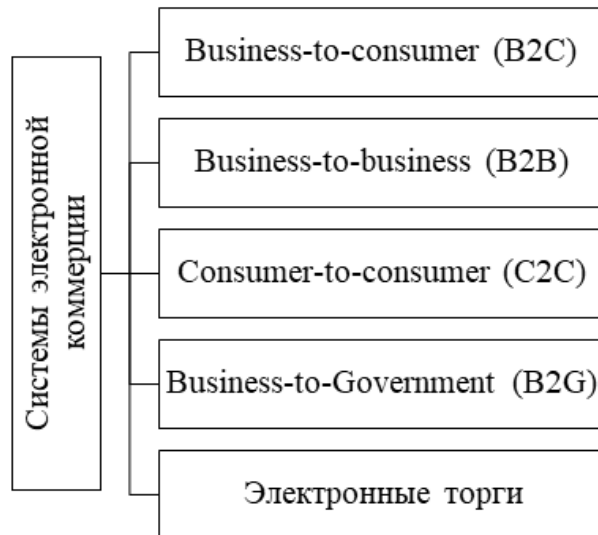 Системы электронной
коммерции
Business-to-consumer (B2C)
Business-to-business (B2B)
Consumer-to-consumer (C2C)
Business-to-Government (B2G)
Электронные торги